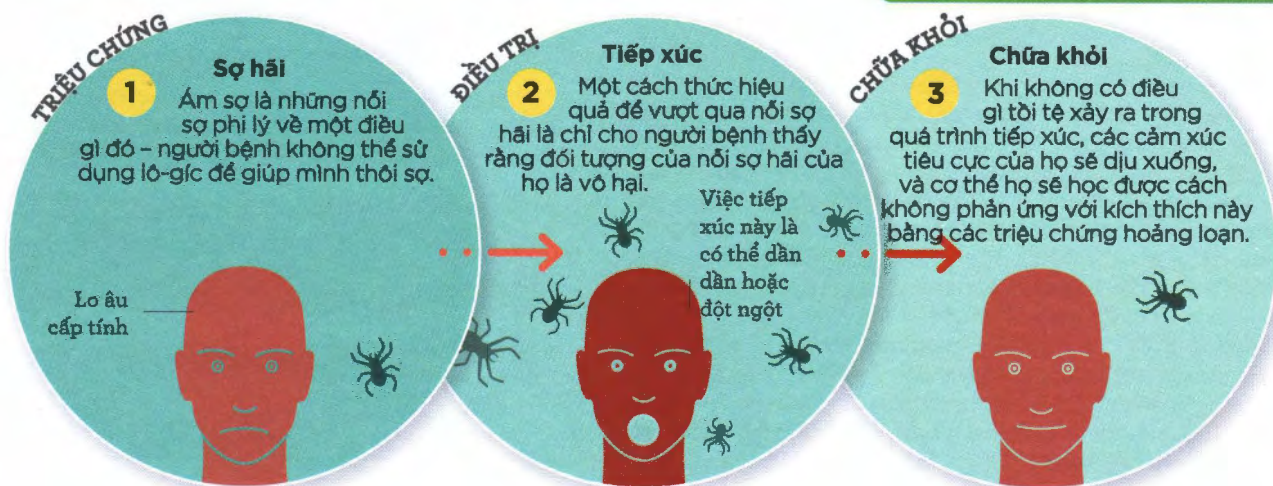 TRIỆU CHỨNG
1
Sợ hãi
Ám sợ là những nỗi
sợ phi lý về một điều
gì đó – người bệnh không thể sử
dụng lô-gíc để giúp mình thôi sợ.
Lo âu
cấp tính
ĐIỀU TRỊ
2
Tiếp xúc
Một cách thức hiệu
quả để vượt qua nỗi sợ
hãi là chỉ cho người bệnh thấy
rằng đối tượng của nỗi sợ hãi của
họ là vô hại.
Việc tiếp
xúc này là
có thể dần
dần hoặc
đột ngột
CHỮA KHỎI
3
Chữa khỏi
Khi không có điều
gì tồi tệ xảy ra trong
quá trình tiếp xúc, các cảm xúc
tiêu cực của họ sẽ dịu xuống,
và cơ thể họ sẽ học được cách
không phản ứng với kích thích này
bằng các triệu chứng hoảng loạn.